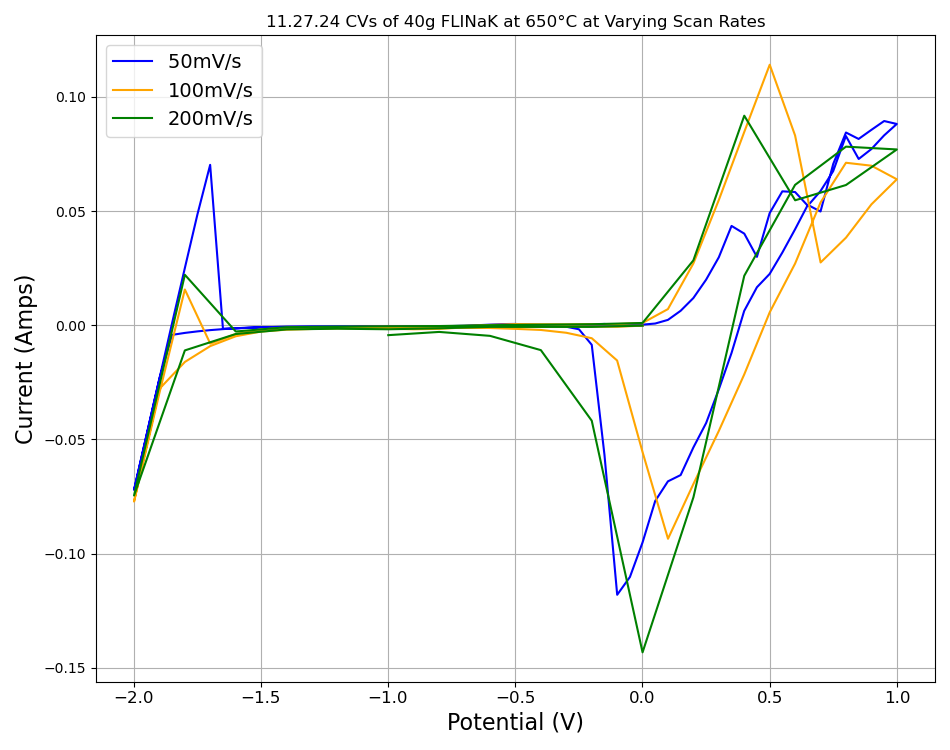 11.27.24 CVs of 40g FLINaK at 650°C at Varying Scan Rates
50mV/s
100mV/s
200mV/s
0.10
0.05
0.00
−0.05
−0.10
−0.15
Current (Amps)
−2.0 −1.5 −1.0 −0.5 0.0 0.5 1.0
Potential (V)